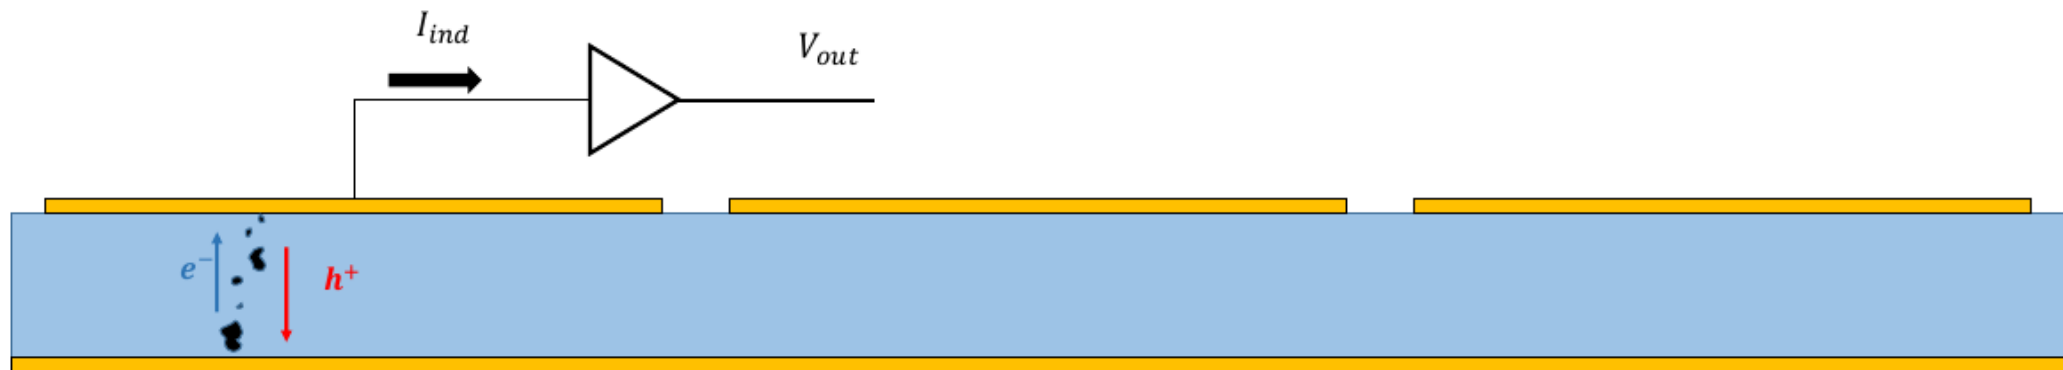 I_ind
V_out
e⁻
h⁺